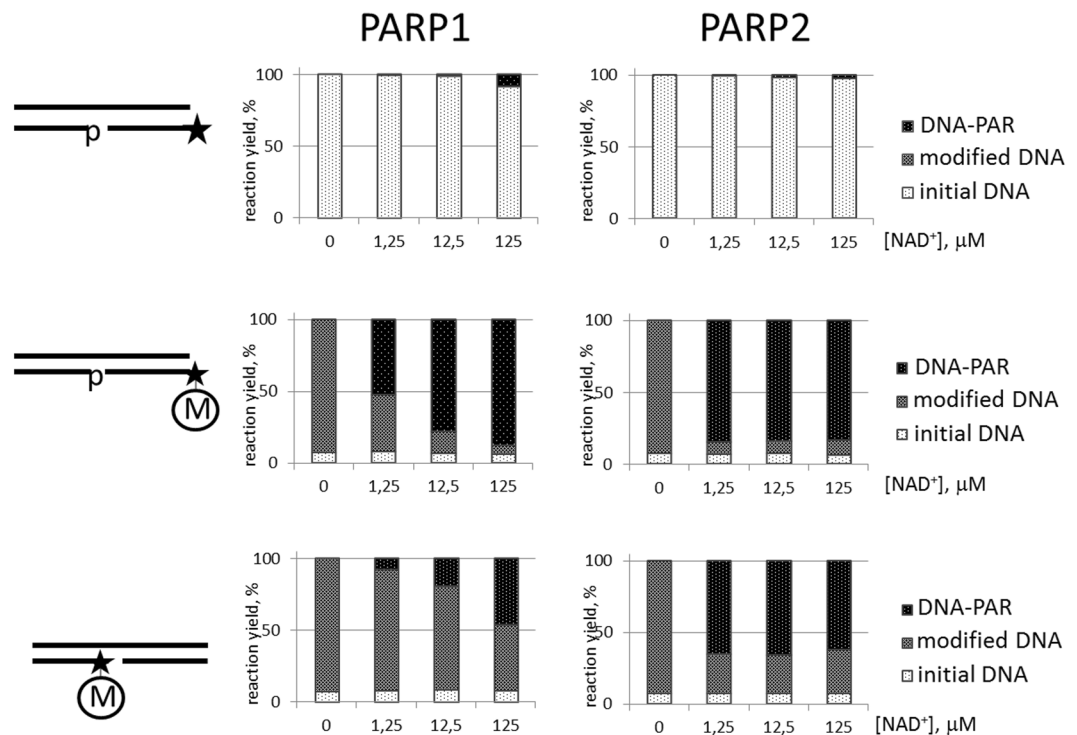 PARP1 PARP2
p
reaction yield, %
100
50
0
0 1,25 12,5 125
reaction yield, %
100
50
0
0 1,25 12,5 125
[NAD+], µM
DNA-PAR
modified DNA
initial DNA
p
M
reaction yield, %
100
50
0
0 1,25 12,5 125
reaction yield, %
100
50
0
0 1,25 12,5 125
[NAD+], µM
DNA-PAR
modified DNA
initial DNA
M
reaction yield, %
100
50
0
0 1,25 12,5 125
reaction yield, %
100
50
0
0 1,25 12,5 125
[NAD+], µM
DNA-PAR
modified DNA
initial DNA